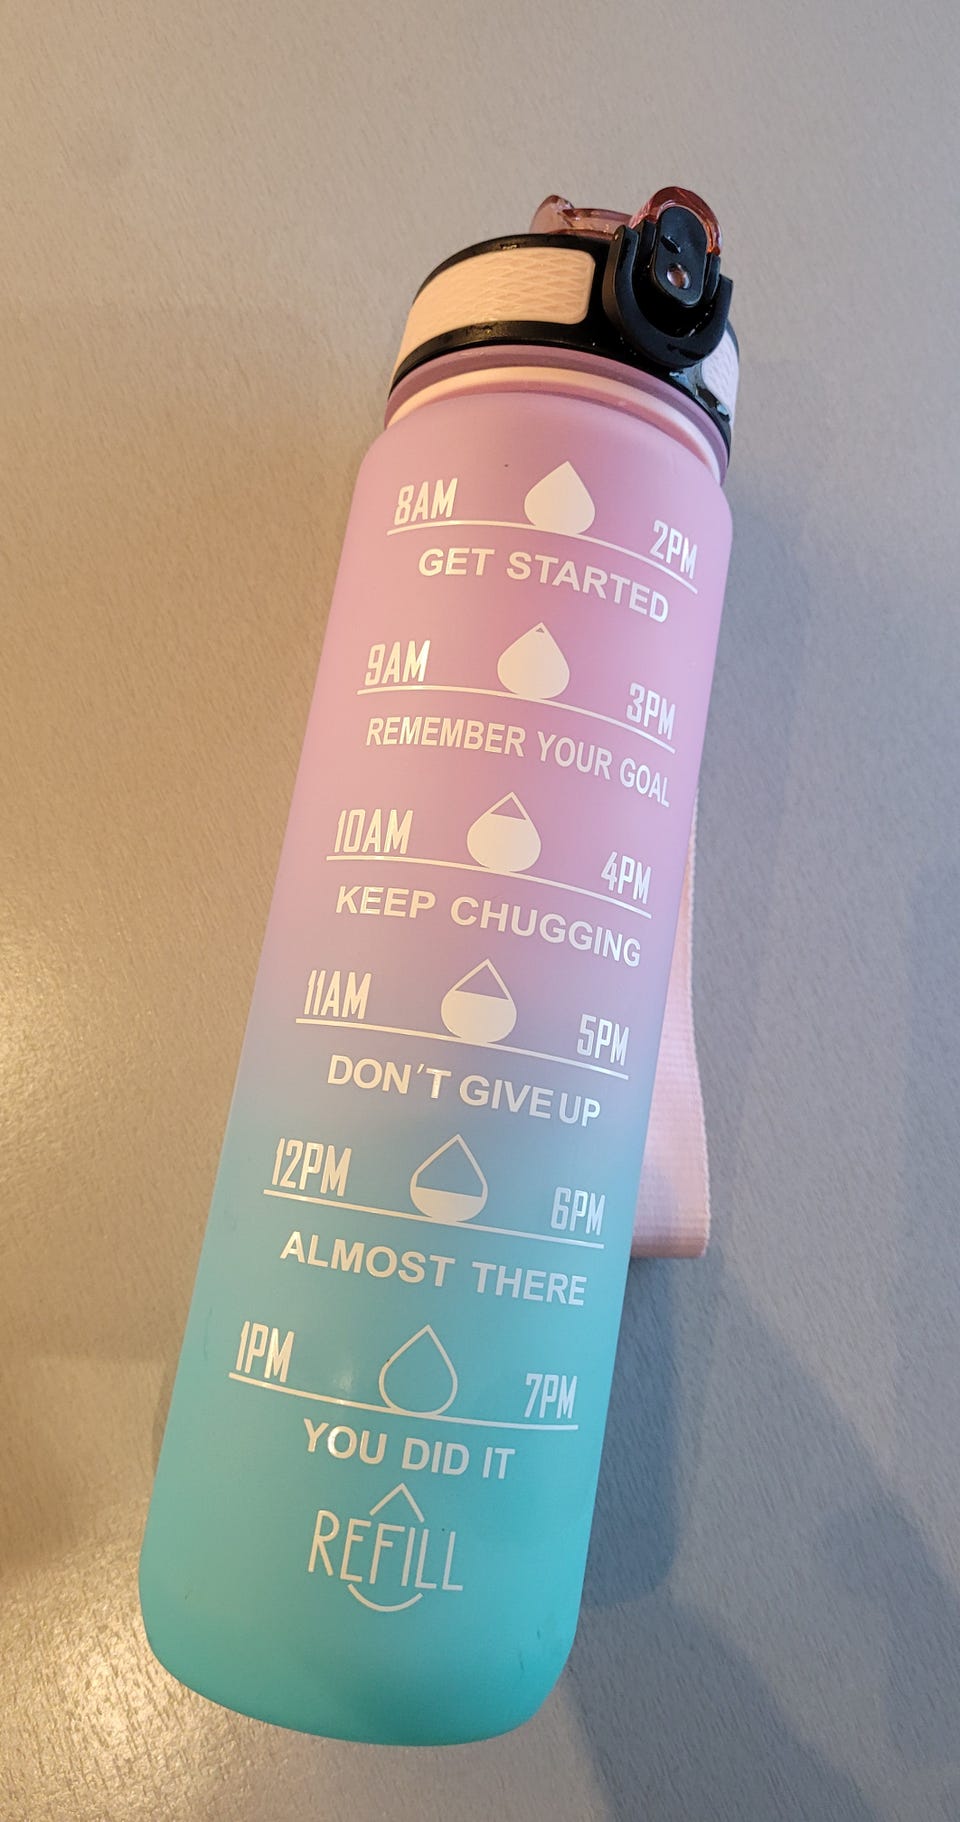 8AM 2PM
GET STARTED
9AM 3PM
REMEMBER YOUR GOAL
10AM 4PM
KEEP CHUGGING
11AM 5PM
DON'T GIVE UP
12PM 6PM
ALMOST THERE
1PM 7PM
YOU DID IT
REFILL